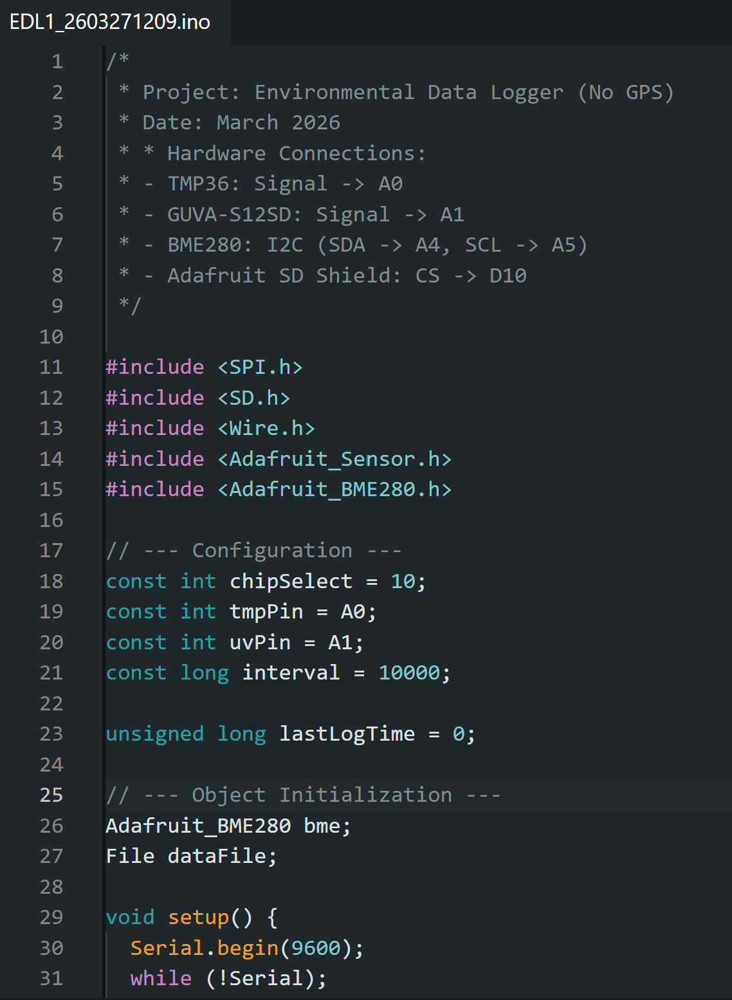 EDL1_2603271209.ino
1 /*
2  * Project: Environmental Data Logger (No GPS)
3  * Date: March 2026
4  * * Hardware Connections:
5  * - TMP36: Signal -> A0
6  * - GUVA-S12SD: Signal -> A1
7  * - BME280: I2C (SDA -> A4, SCL -> A5)
8  * - Adafruit SD Shield: CS -> D10
9  */
10
11 #include <SPI.h>
12 #include <SD.h>
13 #include <Wire.h>
14 #include <Adafruit_Sensor.h>
15 #include <Adafruit_BME280.h>
16
17 // --- Configuration ---
18 const int chipSelect = 10;
19 const int tmpPin = A0;
20 const int uvPin = A1;
21 const long interval = 10000;
22
23 unsigned long lastLogTime = 0;
24
25 // --- Object Initialization ---
26 Adafruit_BME280 bme;
27 File dataFile;
28
29 void setup() {
30   Serial.begin(9600);
31   while (!Serial);